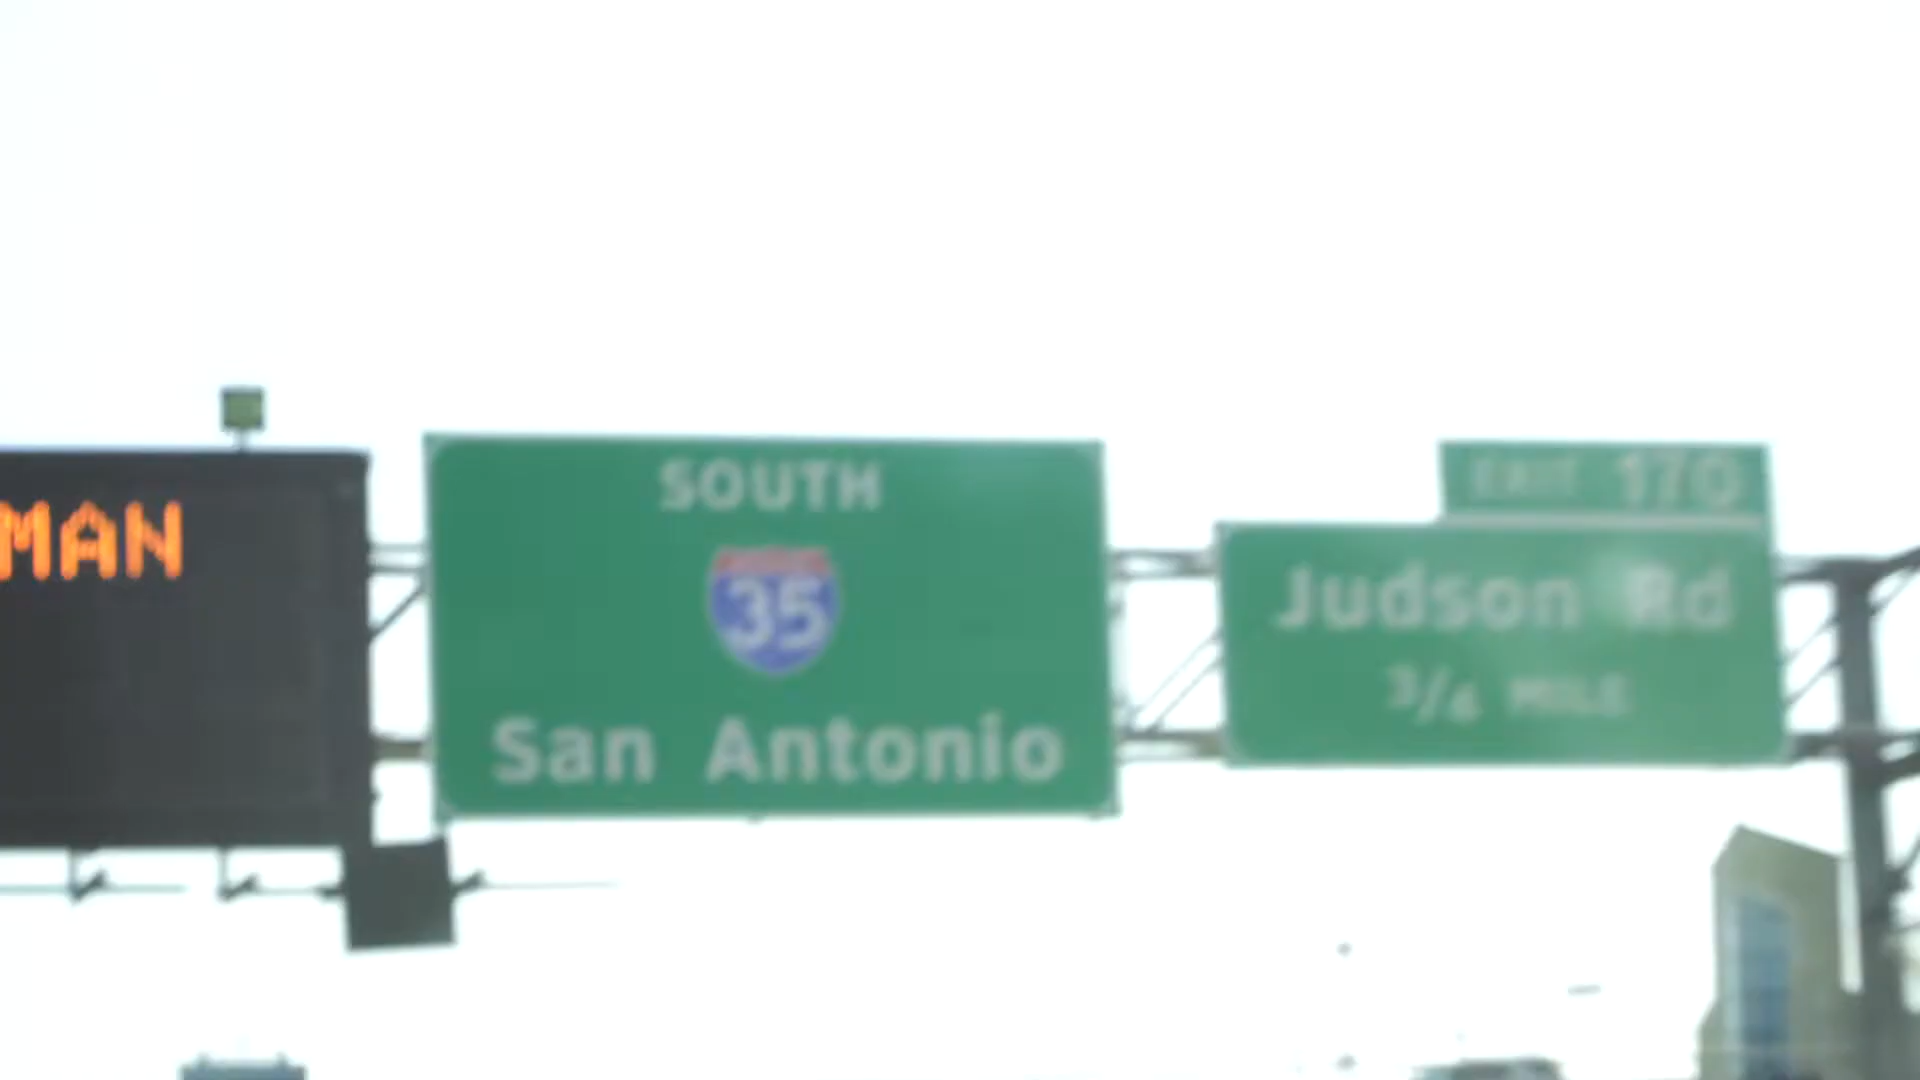 MAN
SOUTH
35
San Antonio
EXIT 170
Judson Rd
3/4 MILE